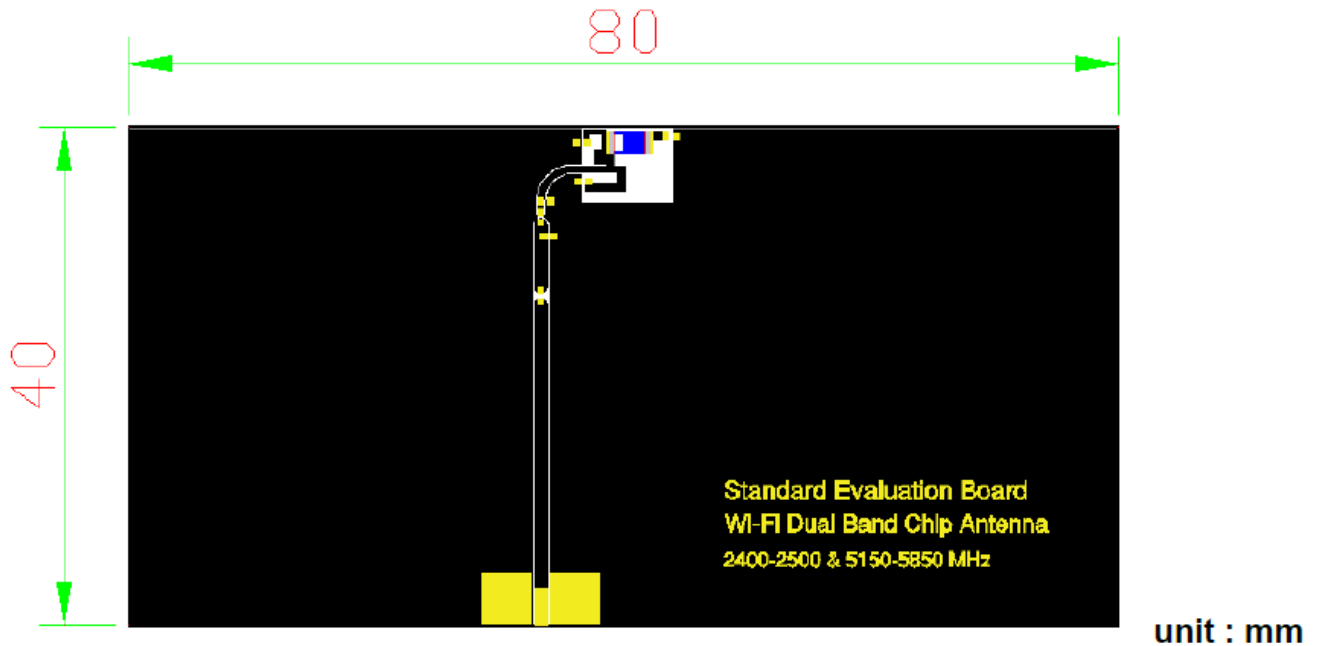 80
40
Standard Evaluation Board
WI-FI Dual Band Chip Antenna
2400-2500 & 5150-5850 MHz
unit : mm